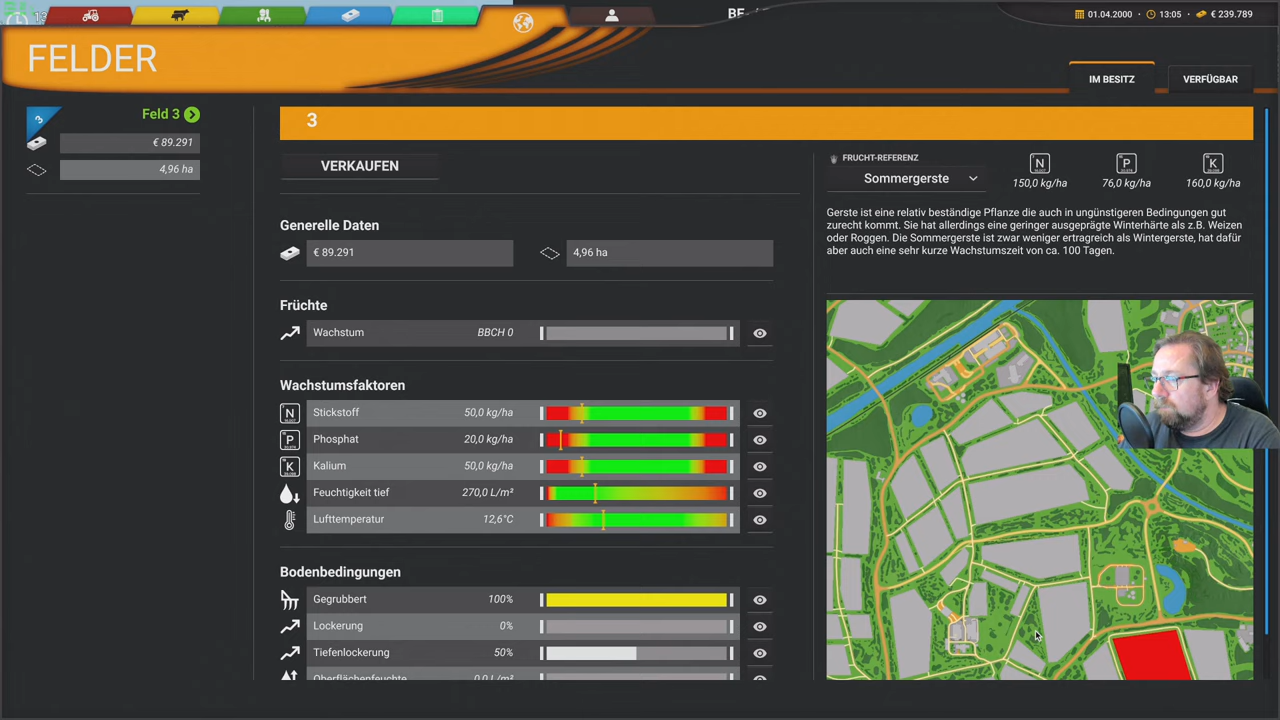 BE
01.04.2000
13:05
€ 239.789
FELDER
IM BESITZ
VERFÜGBAR
3
Feld 3
€ 89.291
4,96 ha
3
VERKAUFEN
FRUCHT-REFERENZ
Sommergerste
N
P
K
150,0 kg/ha
76,0 kg/ha
160,0 kg/ha
Gerste ist eine relativ beständige Pflanze die auch in ungünstigeren Bedingungen gut
zurecht kommt. Sie hat allerdings eine geringer ausgeprägte Winterhärte als z.B. Weizen
oder Roggen. Die Sommergerste ist zwar weniger ertragreich als Wintergerste, hat dafür
aber auch eine sehr kurze Wachstumszeit von ca. 100 Tagen.
Generelle Daten
€ 89.291
4,96 ha
Früchte
Wachstum BBCH 0
Wachstumsfaktoren
N Stickstoff 50,0 kg/ha
P Phosphat 20,0 kg/ha
K Kalium 50,0 kg/ha
Feuchtigkeit tief 270,0 L/m²
Lufttemperatur 12,6°C
Bodenbedingungen
Gegrubbert 100%
Lockerung 0%
Tiefenlockerung 50%
Oberflächenfeuchte 0,0 L/m²